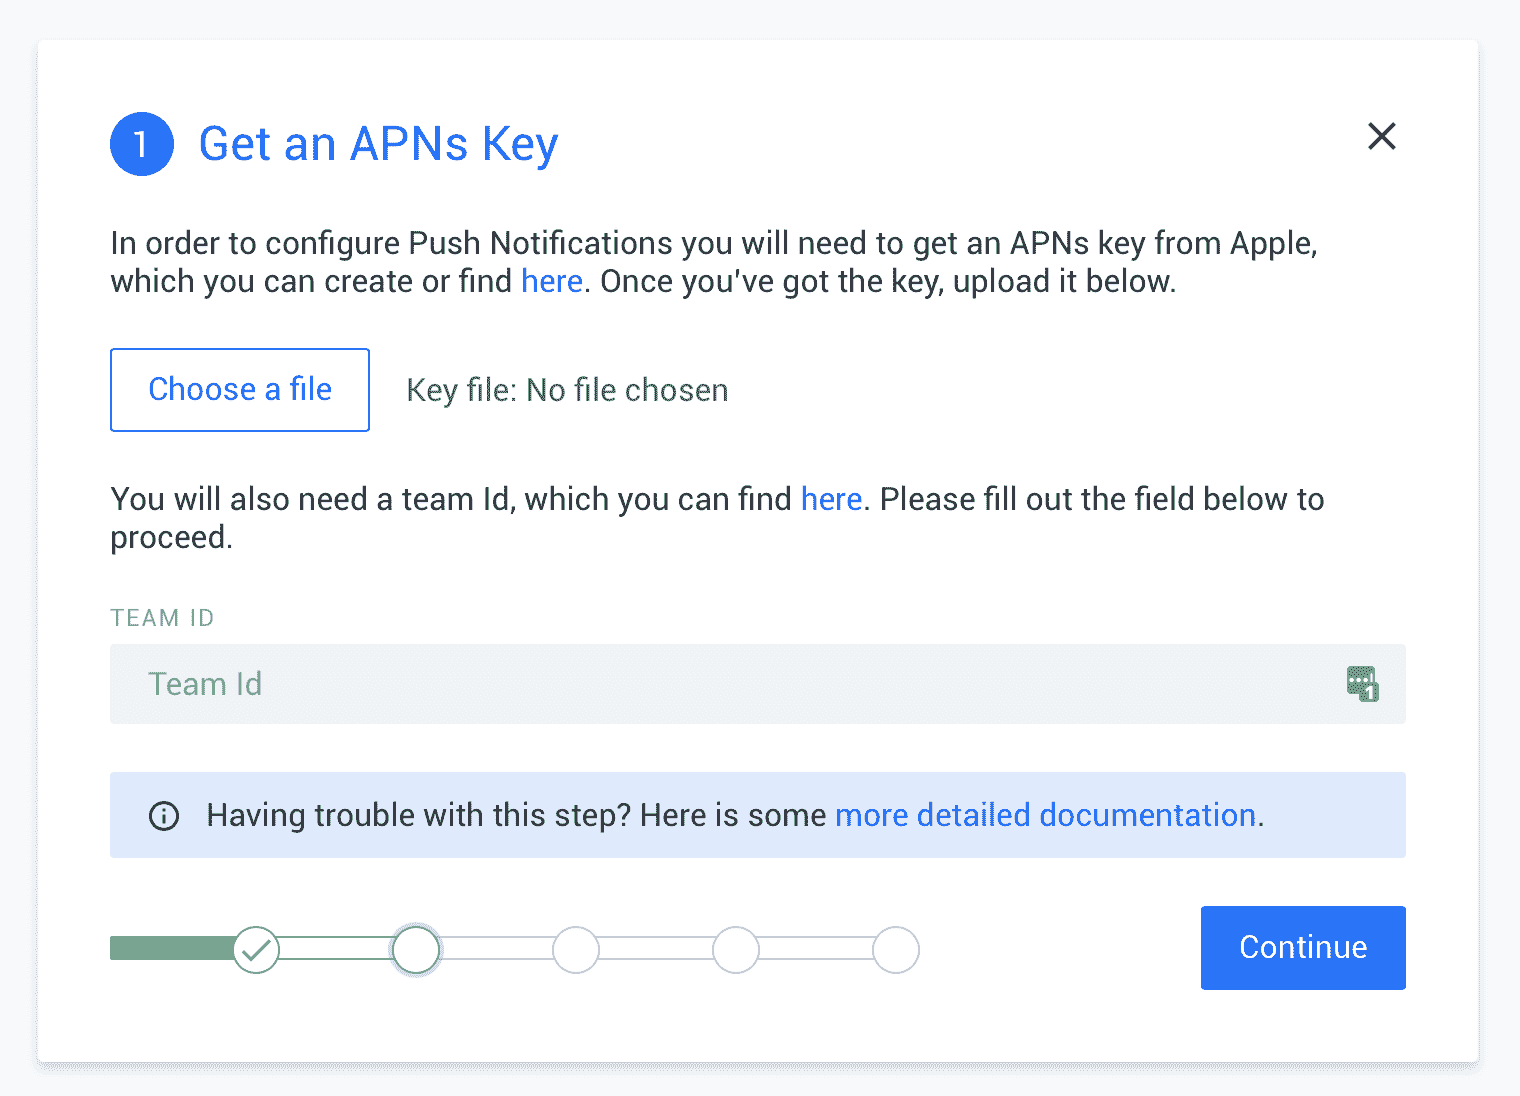 1 Get an APNs Key
In order to configure Push Notifications you will need to get an APNs key from Apple,
which you can create or find here. Once you've got the key, upload it below.
Choose a file Key file: No file chosen
You will also need a team Id, which you can find here. Please fill out the field below to
proceed.
TEAM ID
Team Id 1
Having trouble with this step? Here is some more detailed documentation.
Continue